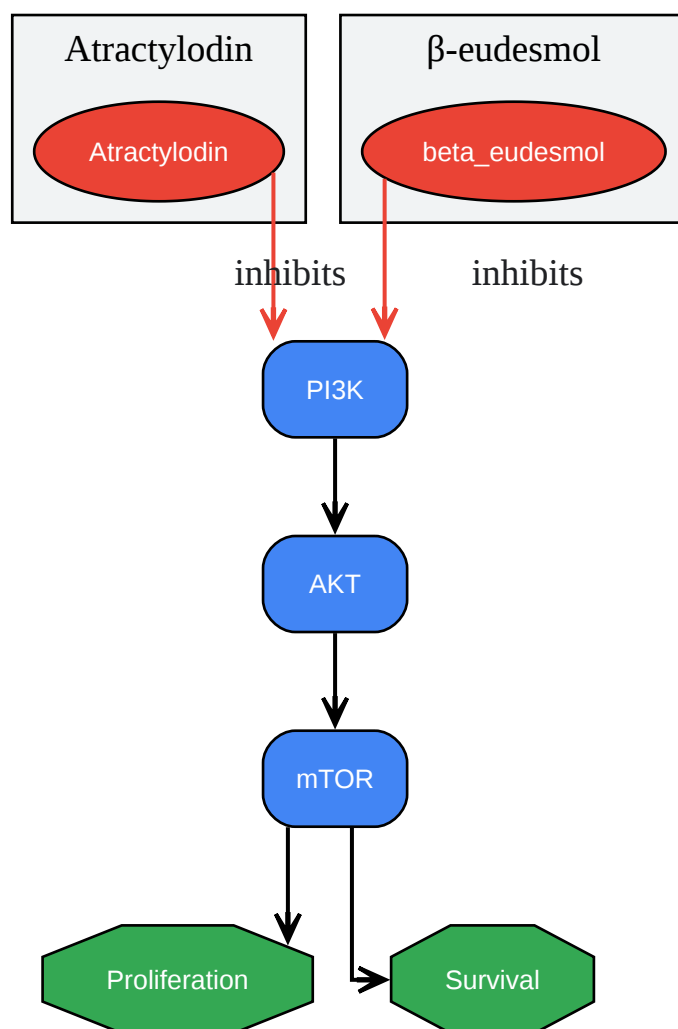 Atractylodin
β-eudesmol
Atractylodin
beta_eudesmol
inhibits
inhibits
PI3K
AKT
mTOR
Proliferation
Survival